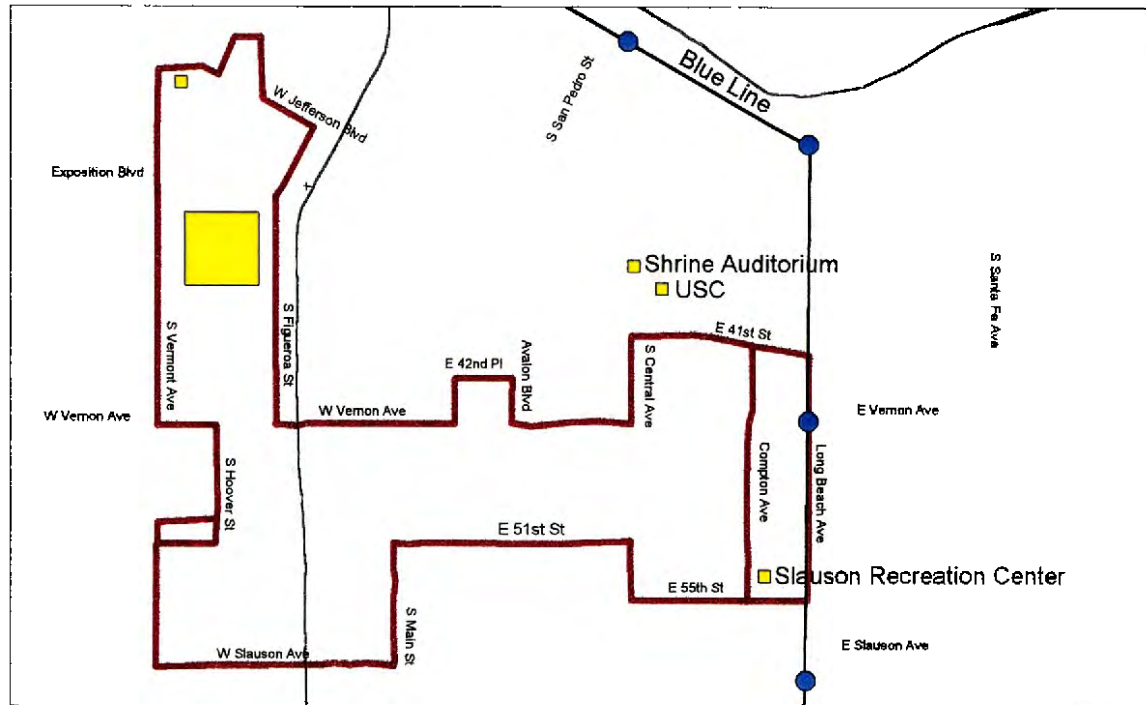 Blue Line
S San Pedro St
W Jefferson Blvd
Exposition Blvd
Shrine Auditorium
USC
S Santa Fe Ave
S Vermont Ave
S Figueroa St
E 41st St
E 42nd Pl
Avalon Blvd
S Central Ave
W Vernon Ave
W Vernon Ave
E Vernon Ave
S Hoover St
Compton Ave
Long Beach Ave
E 51st St
Slauson Recreation Center
E 55th St
S Main St
W Slauson Ave
E Slauson Ave